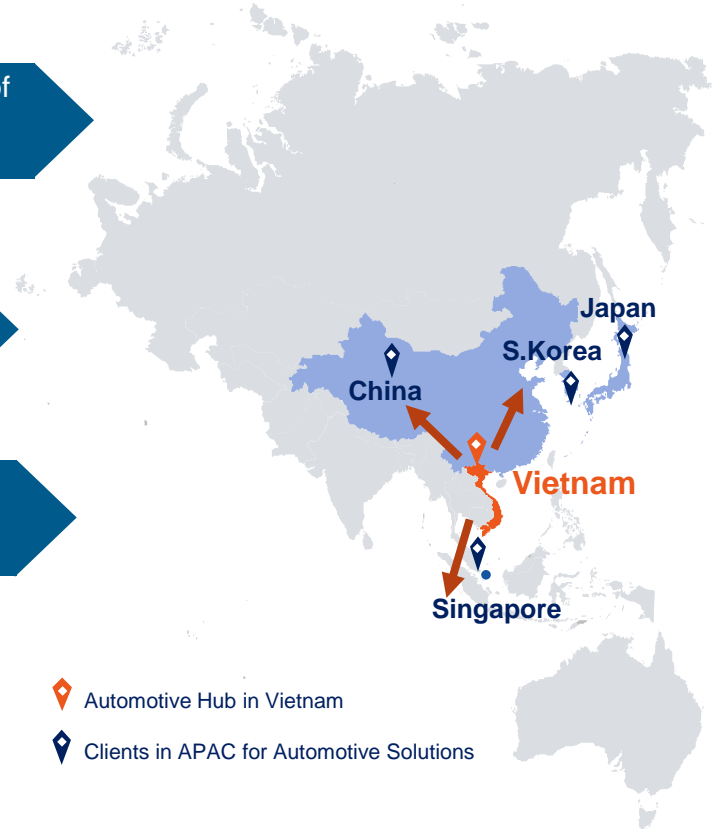 of
Japan
S.Korea
China
Vietnam
Singapore
Automotive Hub in Vietnam
Clients in APAC for Automotive Solutions